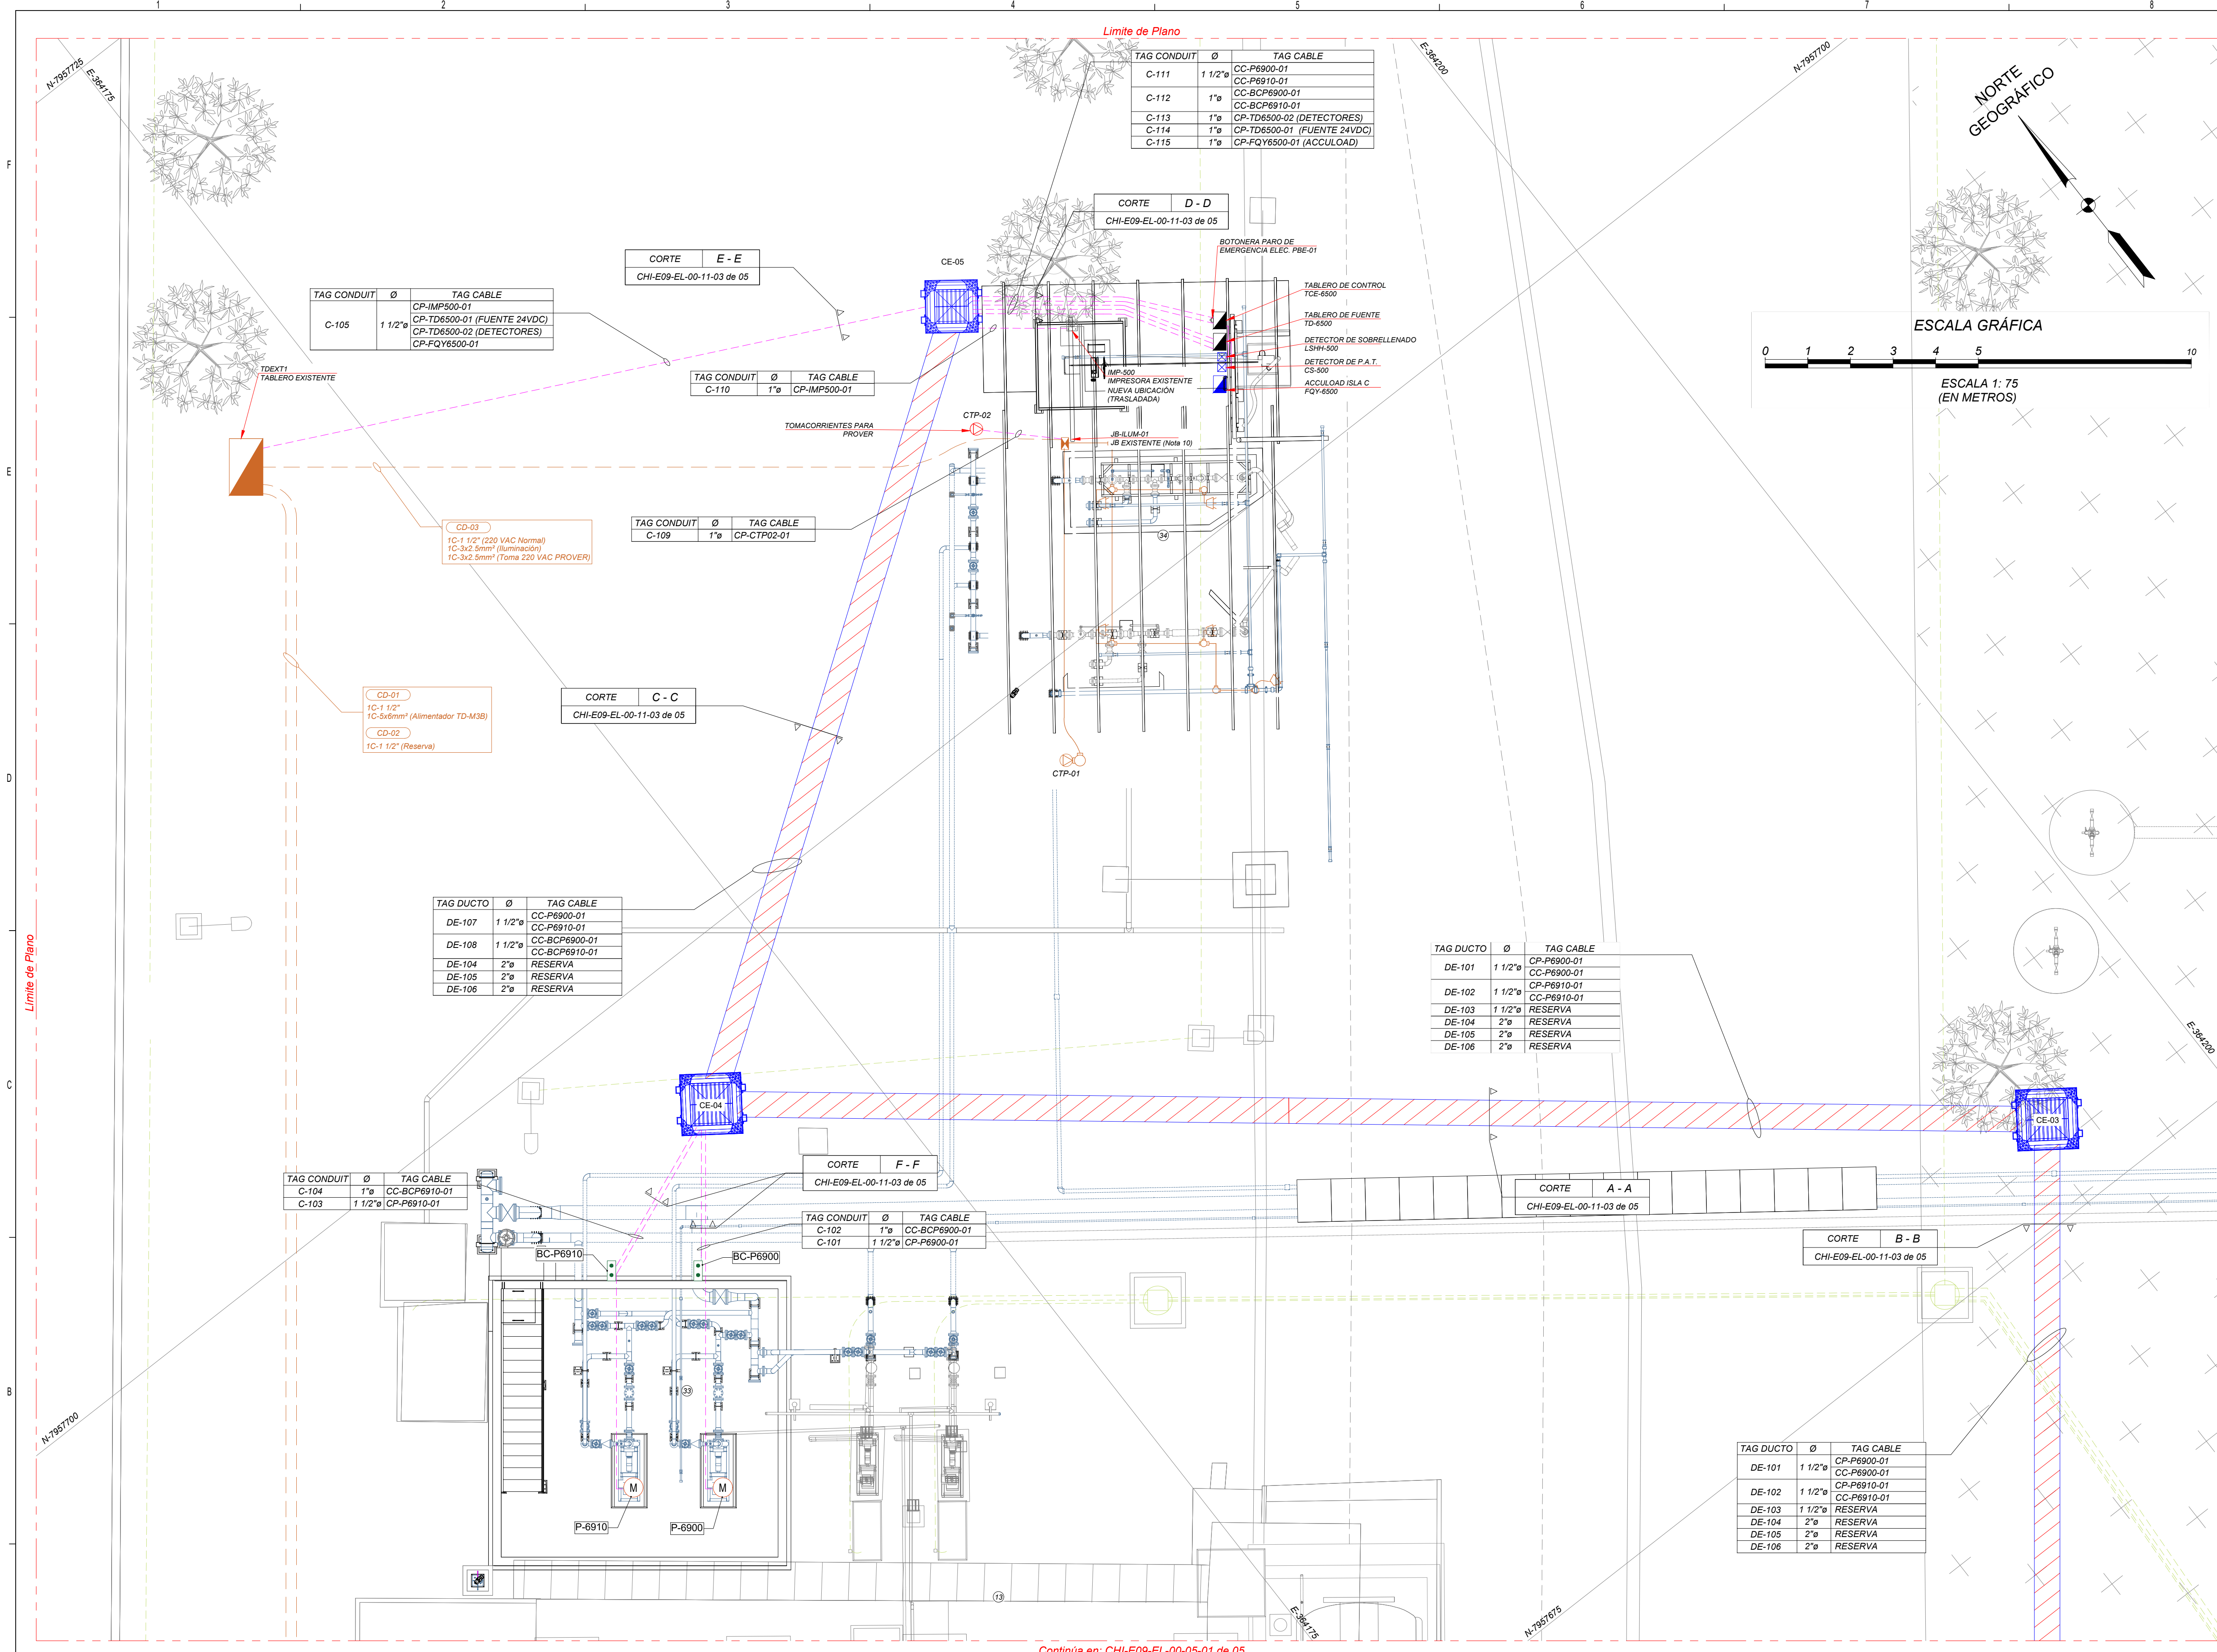 1 2 3 4 5 6 7 8
Límite de Plano
N-7957725
E-364175
E-364200
N-7957700
NORTE
GEOGRÁFICO
TAG CONDUIT Ø TAG CABLE
C-111 1 1/2"ø CC-P6900-01
CC-P6910-01
C-112 1"ø CC-BCP6900-01
CC-BCP6910-01
C-113 1"ø CP-TD6500-02 (DETECTORES)
C-114 1"ø CP-TD6500-01 (FUENTE 24VDC)
C-115 1"ø CP-FQY6500-01 (ACCULOAD)
F
CORTE D - D
CHI-E09-EL-00-11-03 de 05
CORTE E - E
CHI-E09-EL-00-11-03 de 05
CE-05
BOTONERA PARO DE
EMERGENCIA ELEC. PBE-01
TABLERO DE CONTROL
TCE-6500
TABLERO DE FUENTE
TD-6500
DETECTOR DE SOBRELLENADO
LSHH-500
DETECTOR DE P.A.T.
CS-500
ACCULOAD ISLA C
FQY-6500
ESCALA GRÁFICA
0 1 2 3 4 5 10
ESCALA 1: 75
(EN METROS)
TAG CONDUIT Ø TAG CABLE
C-105 1 1/2"ø CP-IMP500-01
CP-TD6500-01 (FUENTE 24VDC)
CP-TD6500-02 (DETECTORES)
CP-FQY6500-01
TDEXT1
TABLERO EXISTENTE
TAG CONDUIT Ø TAG CABLE
C-110 1"ø CP-IMP500-01
IMP-500
IMPRESORA EXISTENTE
NUEVA UBICACIÓN
(TRASLADADA)
CTP-02
TOMACORRIENTES PARA
PROVER
JB-ILUM-01
JB EXISTENTE (Nota 10)
E
CD-03
1C-1 1/2" (220 VAC Normal)
1C-3x2.5mm² (Iluminación)
1C-3x2.5mm² (Toma 220 VAC PROVER)
TAG CONDUIT Ø TAG CABLE
C-109 1"ø CP-CTP02-01
34
CD-01
1C-1 1/2"
1C-5x6mm² (Alimentador TD-M3B)
CD-02
1C-1 1/2" (Reserva)
CORTE C - C
CHI-E09-EL-00-11-03 de 05
CTP-01
D
TAG DUCTO Ø TAG CABLE
DE-107 1 1/2"ø CC-P6900-01
CC-P6910-01
DE-108 1 1/2"ø CC-BCP6900-01
CC-BCP6910-01
DE-104 2"ø RESERVA
DE-105 2"ø RESERVA
DE-106 2"ø RESERVA
Límite de Plano
TAG DUCTO Ø TAG CABLE
DE-101 1 1/2"ø CP-P6900-01
CC-P6900-01
DE-102 1 1/2"ø CP-P6910-01
CC-P6910-01
DE-103 1 1/2"ø RESERVA
DE-104 2"ø RESERVA
DE-105 2"ø RESERVA
DE-106 2"ø RESERVA
E-364200
C
CE-04
CE-03
TAG CONDUIT Ø TAG CABLE
C-104 1"ø CC-BCP6910-01
C-103 1 1/2"ø CP-P6910-01
CORTE F - F
CHI-E09-EL-00-11-03 de 05
CORTE A - A
CHI-E09-EL-00-11-03 de 05
TAG CONDUIT Ø TAG CABLE
C-102 1"ø CC-BCP6900-01
C-101 1 1/2"ø CP-P6900-01
CORTE B - B
CHI-E09-EL-00-11-03 de 05
BC-P6910
BC-P6900
B
33
N-7957700
M
M
P-6910
P-6900
TAG DUCTO Ø TAG CABLE
DE-101 1 1/2"ø CP-P6900-01
CC-P6900-01
DE-102 1 1/2"ø CP-P6910-01
CC-P6910-01
DE-103 1 1/2"ø RESERVA
DE-104 2"ø RESERVA
DE-105 2"ø RESERVA
DE-106 2"ø RESERVA
13
E-364175
N-7957675
Continúa en: CHI-E09-EL-00-05-01 de 05